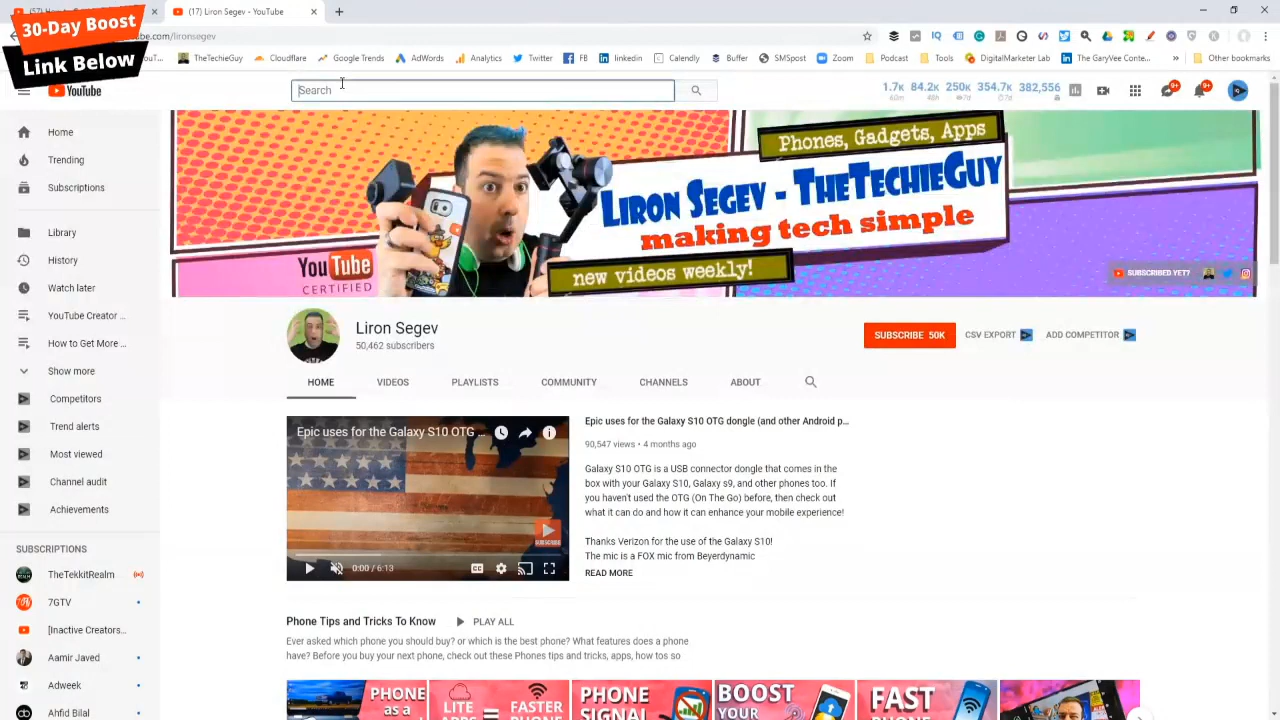 30-Day Boost
Link Below
(17) Liron Segev - YouTube
be.com/lironsegev
YouT...
TheTechieGuy
Cloudflare
Google Trends
AdWords
Analytics
Twitter
FB
linkedin
Calendly
Buffer
SMSpost
Zoom
Podcast
Tools
DigitalMarketer Lab
The GaryVee Conte...
»
Other bookmarks
YouTube
Search
1.7K 84.2k 250K 354.7K 382,556
60m 48h 7d
9+
9+
Home
Trending
Subscriptions
Library
History
Watch later
YouTube Creator ...
How to Get More ...
Show more
Competitors
Trend alerts
Most viewed
Channel audit
Achievements
SUBSCRIPTIONS
TheTekkitRealm
7GTV
[Inactive Creators...
Aamir Javed
Adweek
Ahfid Bilal
Phones, Gadgets, Apps
LIRON SEGEV - THETECHIEGUY
making tech simple
YouTube
CERTIFIED
new videos weekly!
SUBSCRIBED YET?
Liron Segev
50,462 subscribers
SUBSCRIBE 50K
CSV EXPORT
ADD COMPETITOR
HOME
VIDEOS
PLAYLISTS
COMMUNITY
CHANNELS
ABOUT
Epic uses for the Galaxy S10 OTG ...
SUBSCRIBE
0:00 / 6:13
CC
Epic uses for the Galaxy S10 OTG dongle (and other Android p...
90,547 views • 4 months ago
Galaxy S10 OTG is a USB connector dongle that comes in the
box with your Galaxy S10, Galaxy s9, and other phones too. If
you haven't used the OTG (On The Go) before, then check out
what it can do and how it can enhance your mobile experience!
Thanks Verizon for the use of the Galaxy S10!
The mic is a FOX mic from Beyerdynamic
READ MORE
Phone Tips and Tricks To Know
PLAY ALL
Ever asked which phone you should buy? or which is the best phone? What features does a phone
have? Before you buy your next phone, check out these Phones tips and tricks, apps, how tos so
PHONE
as a
LITE
APPS
=
FASTER
PHONE
PHONE
SIGNAL
BOOST
YOUR
FAST
PHONE